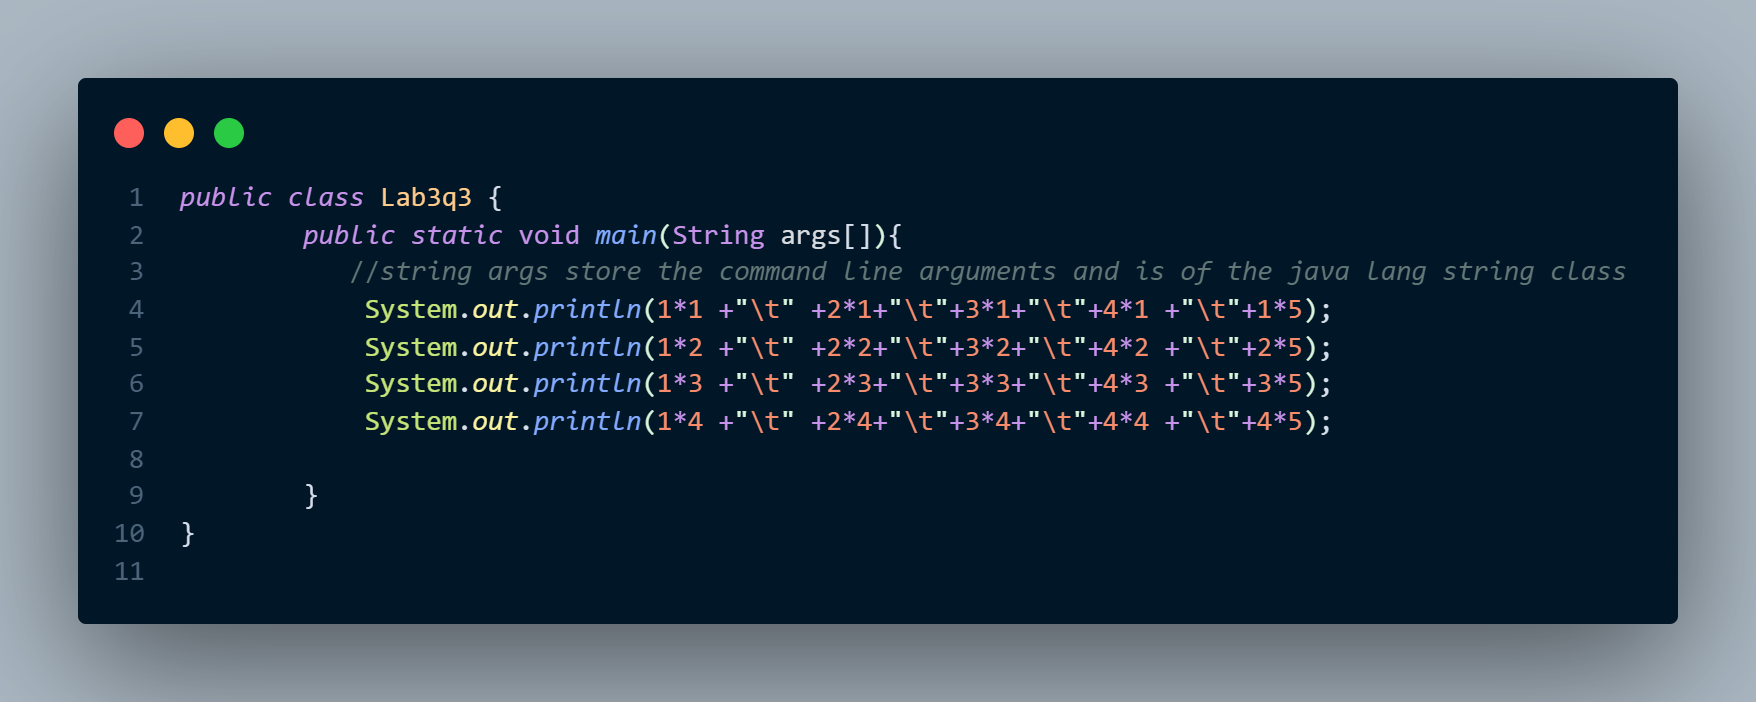 1 public class Lab3q3 {
2 public static void main(String args[]){
3 //string args store the command line arguments and is of the java lang string class
4 System.out.println(1*1 +"\t" +2*1+"\t"+3*1+"\t"+4*1 +"\t"+1*5);
5 System.out.println(1*2 +"\t" +2*2+"\t"+3*2+"\t"+4*2 +"\t"+2*5);
6 System.out.println(1*3 +"\t" +2*3+"\t"+3*3+"\t"+4*3 +"\t"+3*5);
7 System.out.println(1*4 +"\t" +2*4+"\t"+3*4+"\t"+4*4 +"\t"+4*5);
8
9 }
10 }
11